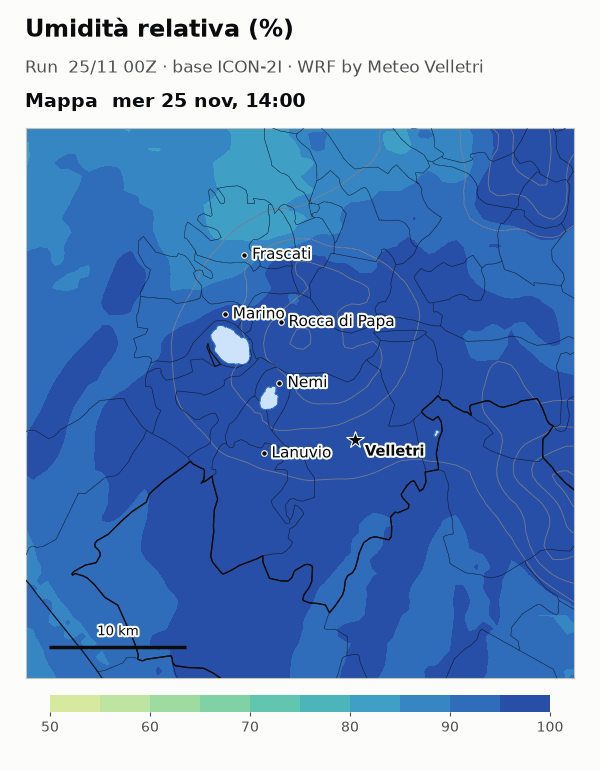 Umidità relativa (%)
Run  25/11 00Z · base ICON-2I · WRF by Meteo Velletri
Mappa  mer 25 nov, 14:00
Frascati
Marino
Rocca di Papa
Nemi
Velletri
Lanuvio
10 km
50 60 70 80 90 100